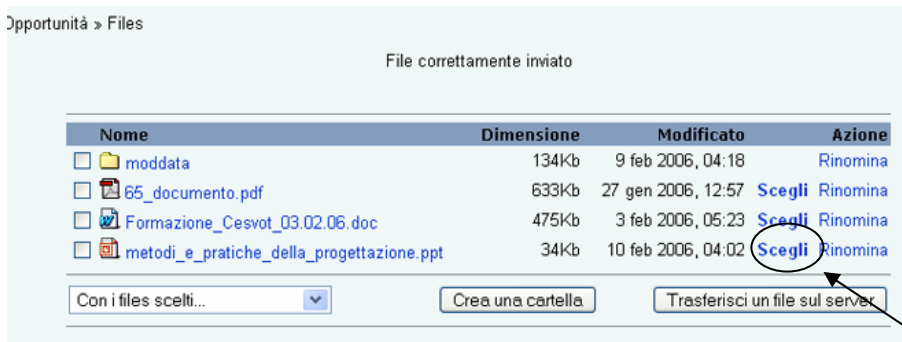 Opportunità » Files
File correttamente inviato
Nome Dimensione Modificato Azione
moddata 134Kb 9 feb 2006, 04:18 Rinomina
65_documento.pdf 633Kb 27 gen 2006, 12:57 Scegli Rinomina
Formazione_Cesvot_03.02.06.doc 475Kb 3 feb 2006, 05:23 Scegli Rinomina
metodi_e_pratiche_della_progettazione.ppt 34Kb 10 feb 2006, 04:02 Scegli Rinomina
Con i files scelti... Crea una cartella Trasferisci un file sul server